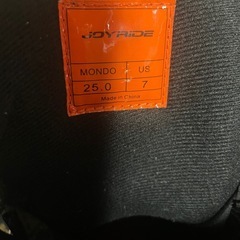 JOYRIDE
MONDO US
25.0 7
Made in China